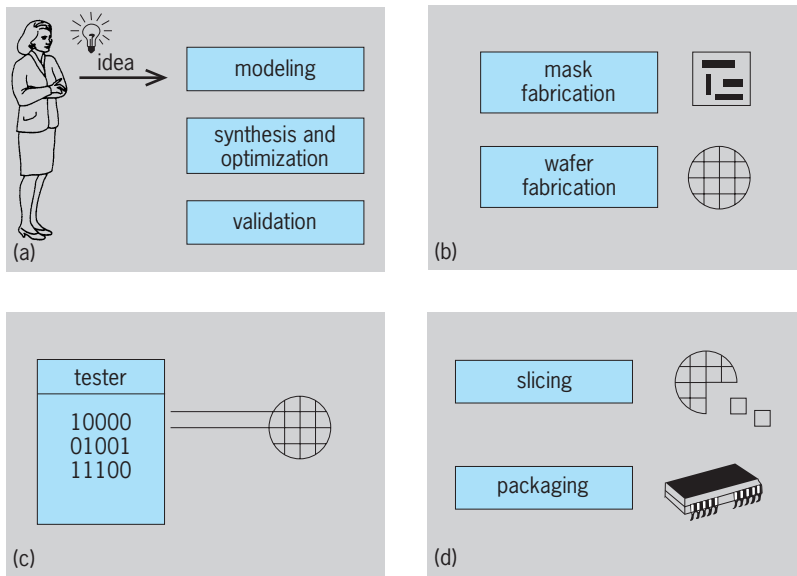 idea
modeling
synthesis and
optimization
validation
(a)
mask
fabrication
wafer
fabrication
(b)
tester
10000
01001
11100
(c)
slicing
packaging
(d)